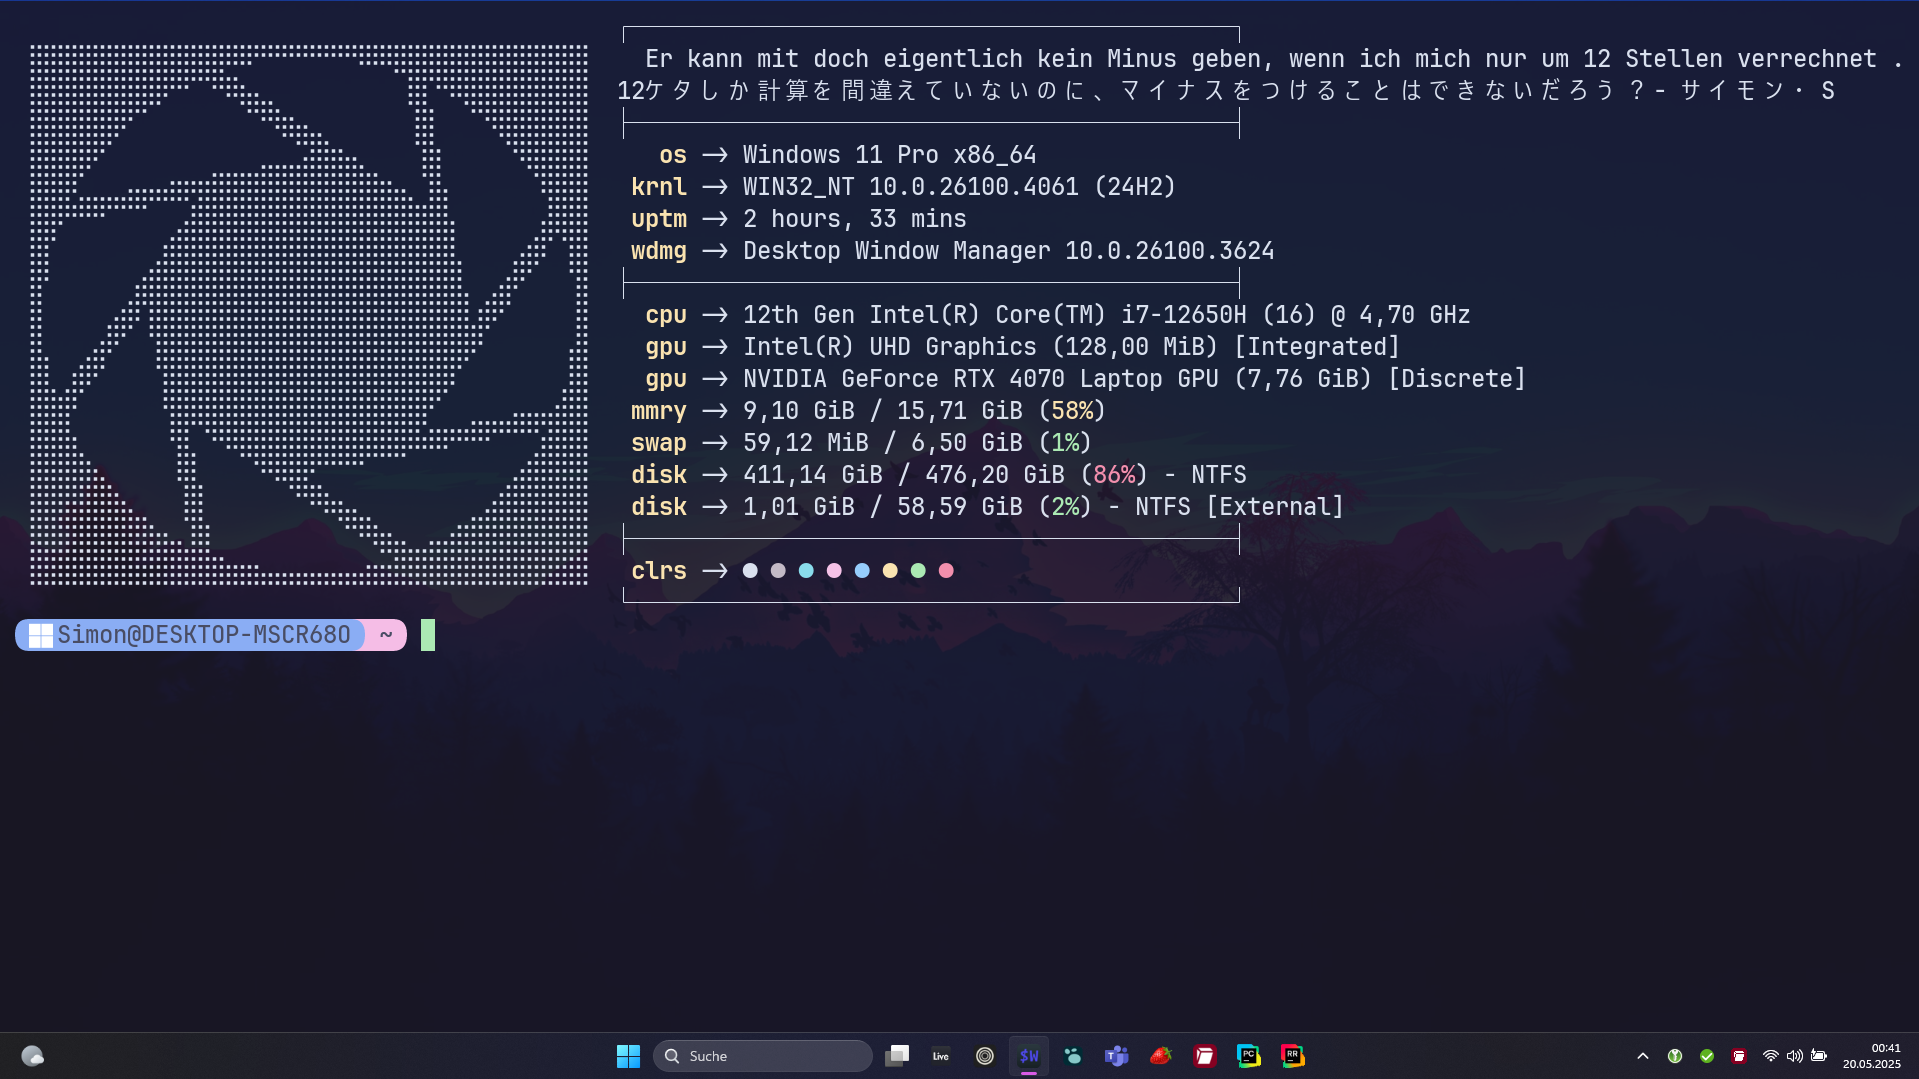 Er kann mit doch eigentlich kein Minus geben, wenn ich mich nur um 12 Stellen verrechnet .
12ケタしか計算を間違えていないのに、マイナスをつけることはできないだろう？- サイモン・S
os → Windows 11 Pro x86_64
krnl → WIN32_NT 10.0.26100.4061 (24H2)
uptm → 2 hours, 33 mins
wdmg → Desktop Window Manager 10.0.26100.3624
cpu → 12th Gen Intel(R) Core(TM) i7-12650H (16) @ 4,70 GHz
gpu → Intel(R) UHD Graphics (128,00 MiB) [Integrated]
gpu → NVIDIA GeForce RTX 4070 Laptop GPU (7,76 GiB) [Discrete]
mmry → 9,10 GiB / 15,71 GiB (58%)
swap → 59,12 MiB / 6,50 GiB (1%)
disk → 411,14 GiB / 476,20 GiB (86%) - NTFS
disk → 1,01 GiB / 58,59 GiB (2%) - NTFS [External]
clrs → ● ● ● ● ● ● ● ●
Simon@DESKTOP-MSCR68O ~
Suche
Live
$W
T
PC
RR
00:41
20.05.2025